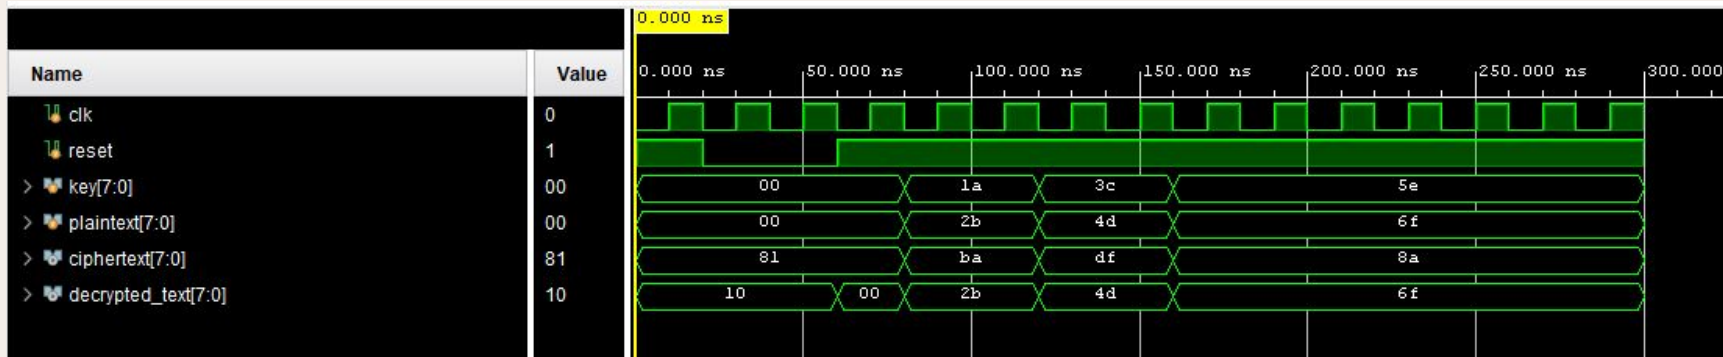 0.000 ns
Name Value 0.000 ns 50.000 ns 100.000 ns 150.000 ns 200.000 ns 250.000 ns 300.000
clk 0
reset 1
key[7:0] 00 00 1a 3c 5e
plaintext[7:0] 00 00 2b 4d 6f
ciphertext[7:0] 81 81 ba df 8a
decrypted_text[7:0] 10 10 00 2b 4d 6f